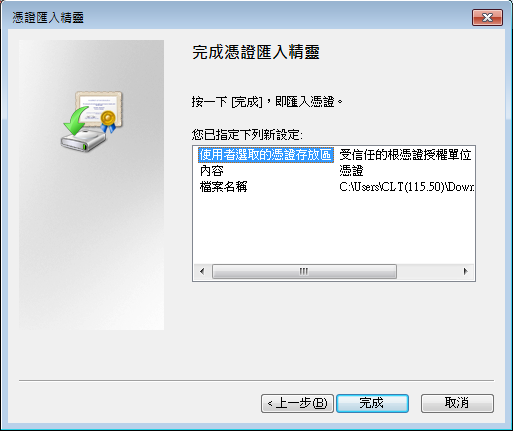 憑證匯入精靈
完成憑證匯入精靈
按一下 [完成]，即匯入憑證。
您已指定下列新設定:
使用者選取的憑證存放區 受信任的根憑證授權單位
內容 憑證
檔案名稱 C:\Users\CLT(115.50)\Down
< 上一步(B) 完成 取消